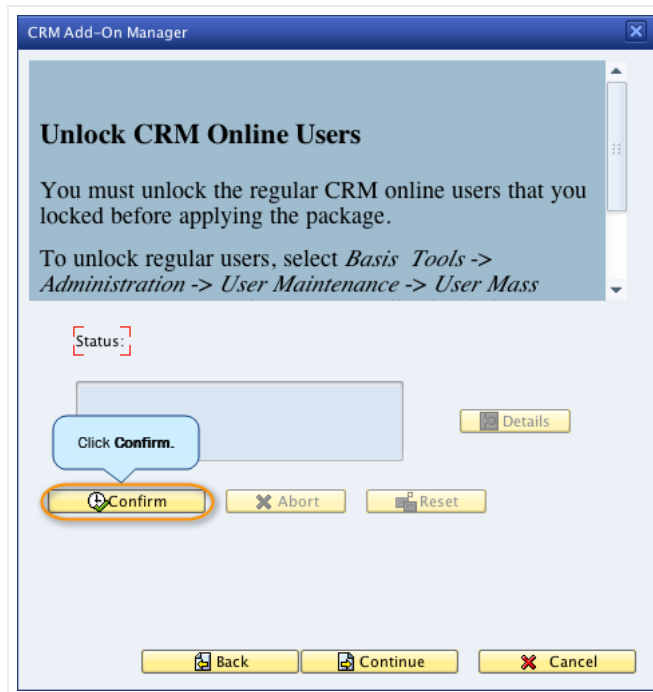 CRM Add-On Manager
Unlock CRM Online Users
You must unlock the regular CRM online users that you
locked before applying the package.
To unlock regular users, select Basis Tools ->
Administration -> User Maintenance -> User Mass
Status:
Details
Click Confirm.
Confirm
Abort
Reset
Back
Continue
Cancel